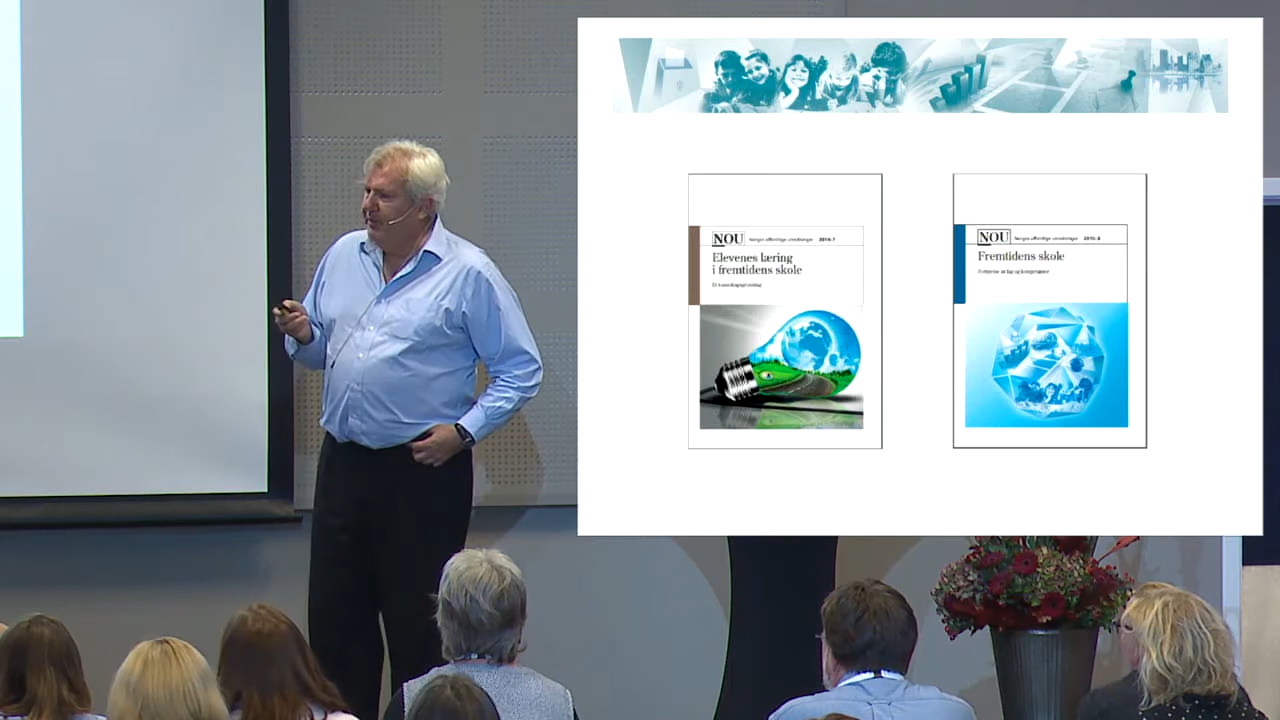 NOU Norges offentlige utredninger 2014: 7
Elevenes læring
i fremtidens skole
Et kunnskapsgrunnlag
NOU Norges offentlige utredninger 2015: 8
Fremtidens skole
Fornyelse av fag og kompetanser